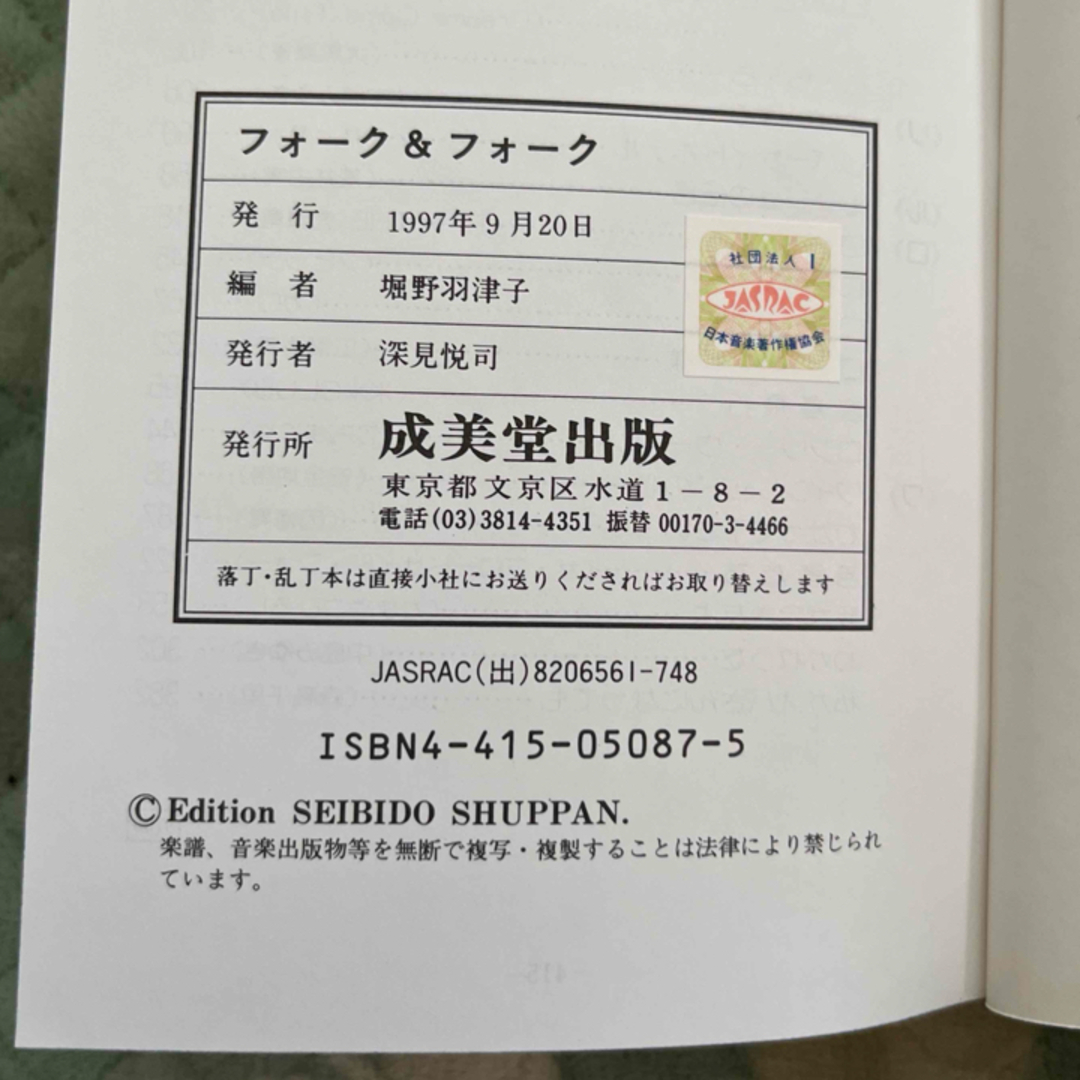 フォーク&フォーク
発 行 1997年9月20日
編 者 堀野羽津子
発行者 深見悦司
社団法人 I
JASRAC
日本音楽著作権協会
発行所 成美堂出版
東京都文京区水道1-8-2
電話(03)3814-4351 振替 00170-3-4466
落丁・乱丁本は直接小社にお送りくださればお取り替えします
JASRAC(出)8206561-748
ISBN4-415-05087-5
©Edition SEIBIDO SHUPPAN.
楽譜、音楽出版物等を無断で複写・複製することは法律により禁じられ
ています。